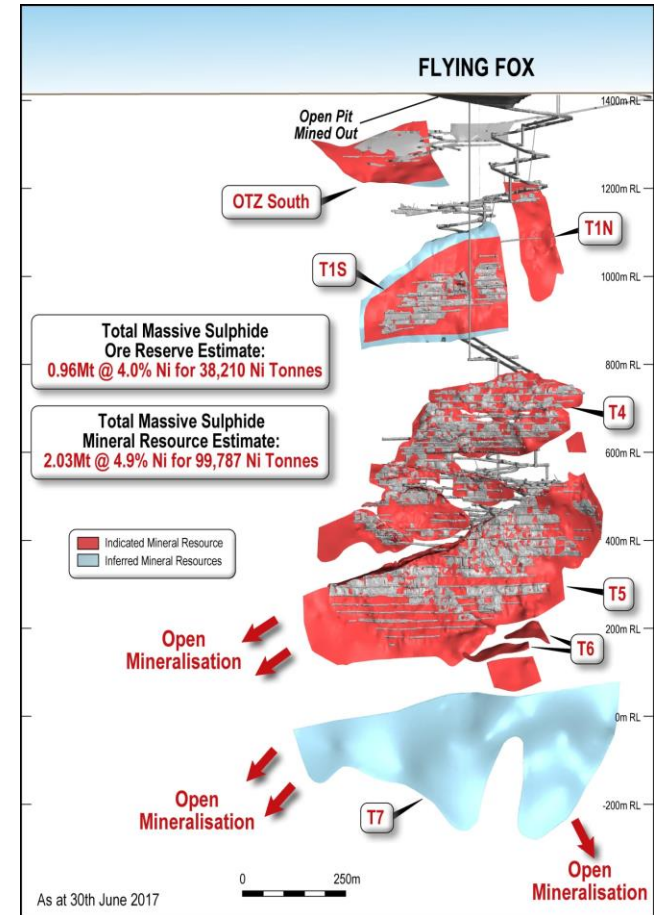 FLYING FOX
1400m RL
Open Pit
Mined Out
1200m RL
OTZ South
T1N
T1S
1000m RL
Total Massive Sulphide
Ore Reserve Estimate:
0.96Mt @ 4.0% Ni for 38,210 Ni Tonnes
800m RL
T4
Total Massive Sulphide
Mineral Resource Estimate:
2.03Mt @ 4.9% Ni for 99,787 Ni Tonnes
600m RL
Indicated Mineral Resource
Inferred Mineral Resources
400m RL
T5
Open
Mineralisation
200m RL
T6
0m RL
Open
Mineralisation
T7
-200m RL
Open
Mineralisation
As at 30th June 2017
0 250m